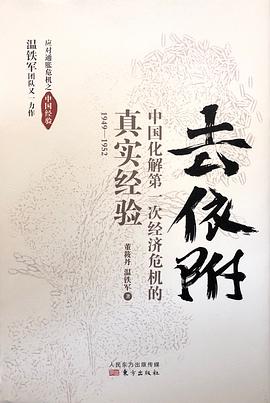 去依附
中国化解第一次经济危机的
真实经验
1949—1952
董筱丹 温铁军 著
应对通胀危机之
中国经验
温铁军团队又一力作
人民东方出版传媒
东方出版社